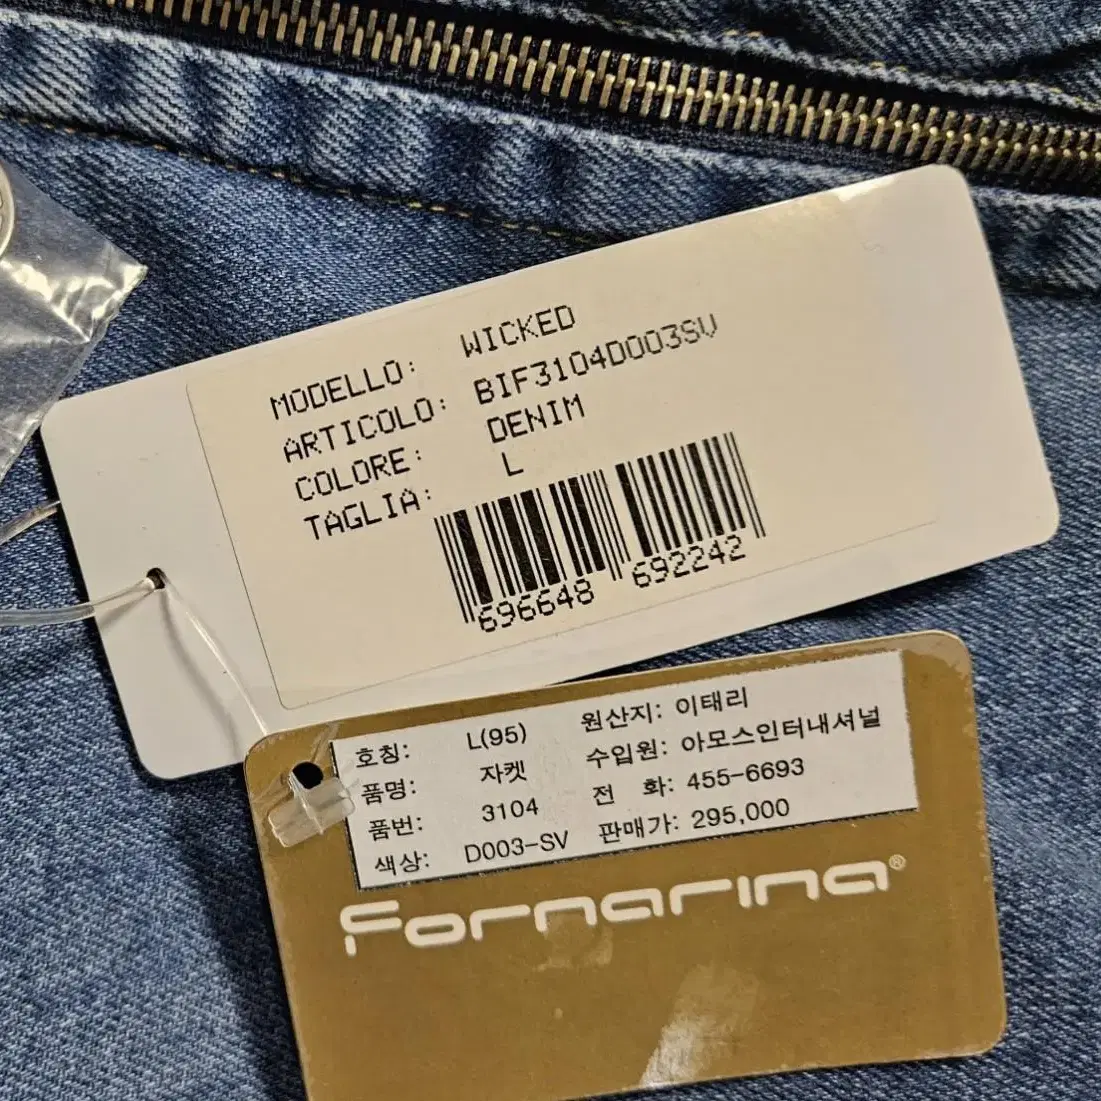 MODELLO: WICKED
ARTICOLO: BIF3104D003SV
COLORE: DENIM
TAGLIA: L
696648 692242
호칭: L(95) 원산지: 이태리
품명: 자켓 수입원: 아모스인터내셔널
품번: 3104 전 화: 455-6693
색상: D003-SV 판매가: 295,000
Fornarina®